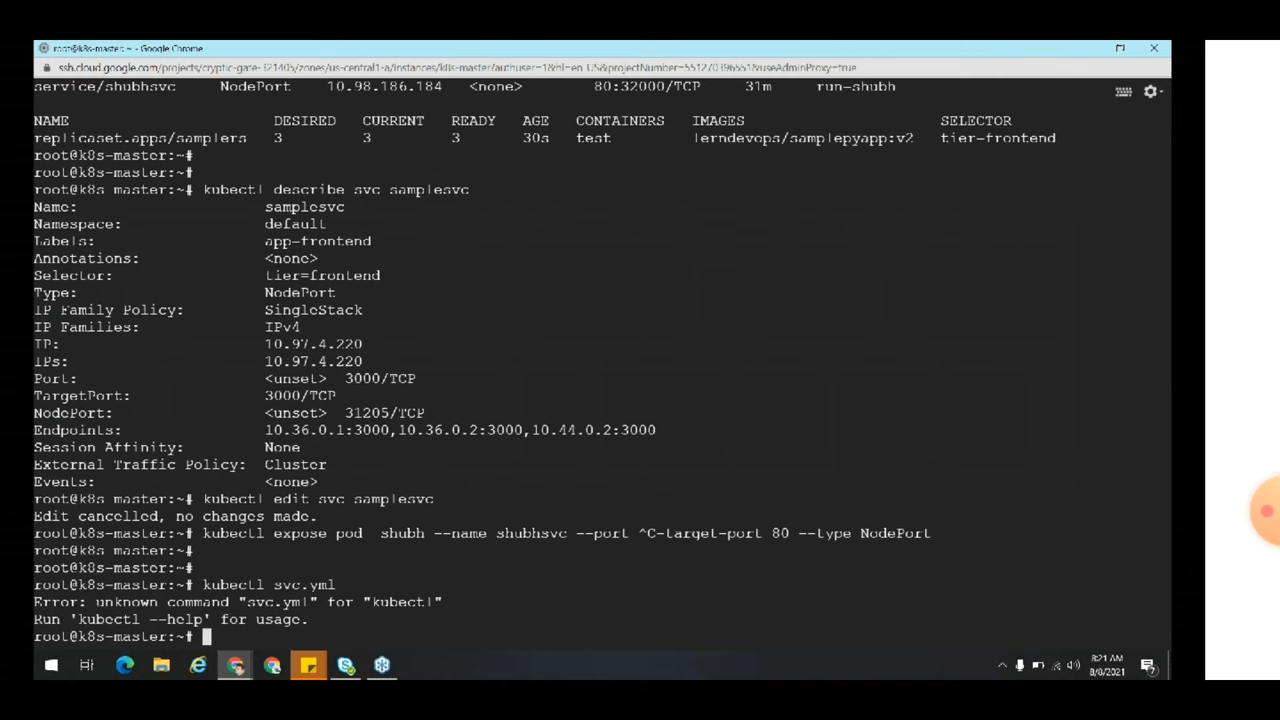 root@k8s-master: ~ - Google Chrome
ssh.cloud.google.com/projects/cryptic-gate-321405/zones/us-central1-a/instances/k8s-master?authuser=1&hl=en_US&projectNumber=551270396551&useAdminProxy=true
service/shubhsvc NodePort 10.98.186.184 <none> 80:32000/TCP 31m run=shubh
NAME DESIRED CURRENT READY AGE CONTAINERS IMAGES SELECTOR
replicaset.apps/samplers 3 3 3 30s test lerndevops/samplepyapp:v2 tier=frontend
root@k8s-master:~#
root@k8s-master:~#
root@k8s-master:~# kubectl describe svc samplesvc
Name: samplesvc
Namespace: default
Labels: app=frontend
Annotations: <none>
Selector: tier=frontend
Type: NodePort
IP Family Policy: SingleStack
IP Families: IPv4
IP: 10.97.4.220
IPs: 10.97.4.220
Port: <unset> 3000/TCP
TargetPort: 3000/TCP
NodePort: <unset> 31205/TCP
Endpoints: 10.36.0.1:3000,10.36.0.2:3000,10.44.0.2:3000
Session Affinity: None
External Traffic Policy: Cluster
Events: <none>
root@k8s-master:~# kubectl edit svc samplesvc
Edit cancelled, no changes made.
root@k8s-master:~# kubectl expose pod shubh --name shubhsvc --port ^C-target-port 80 --type NodePort
root@k8s-master:~#
root@k8s-master:~#
root@k8s-master:~# kubectl svc.yml
Error: unknown command "svc.yml" for "kubectl"
Run 'kubectl --help' for usage.
root@k8s-master:~#
8:21 AM
8/8/2021